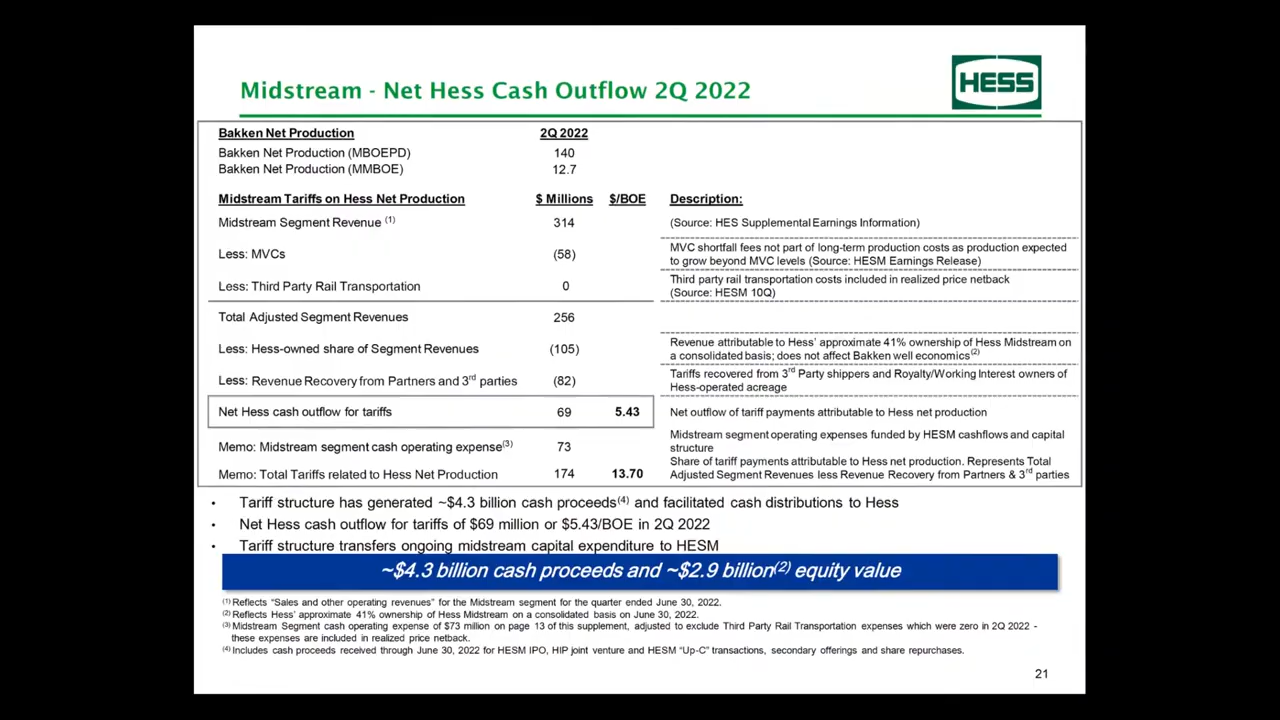 Midstream - Net Hess Cash Outflow 2Q 2022
HESS
Bakken Net Production 2Q 2022
Bakken Net Production (MBOEPD) 140
Bakken Net Production (MMBOE) 12.7
Midstream Tariffs on Hess Net Production $ Millions $/BOE Description:
Midstream Segment Revenue (1) 314 (Source: HES Supplemental Earnings Information)
Less: MVCs (58) MVC shortfall fees not part of long-term production costs as production expected
to grow beyond MVC levels (Source: HESM Earnings Release)
Less: Third Party Rail Transportation 0 Third party rail transportation costs included in realized price netback
(Source: HESM 10Q)
Total Adjusted Segment Revenues 256
Less: Hess-owned share of Segment Revenues (105) Revenue attributable to Hess' approximate 41% ownership of Hess Midstream on
a consolidated basis; does not affect Bakken well economics(2)
Less: Revenue Recovery from Partners and 3rd parties (82) Tariffs recovered from 3rd Party shippers and Royalty/Working Interest owners of
Hess-operated acreage
Net Hess cash outflow for tariffs 69 5.43 Net outflow of tariff payments attributable to Hess net production
Memo: Midstream segment cash operating expense(3) 73 Midstream segment operating expenses funded by HESM cashflows and capital
structure
Memo: Total Tariffs related to Hess Net Production 174 13.70 Share of tariff payments attributable to Hess net production. Represents Total
Adjusted Segment Revenues less Revenue Recovery from Partners & 3rd parties
• Tariff structure has generated ~$4.3 billion cash proceeds(4) and facilitated cash distributions to Hess
• Net Hess cash outflow for tariffs of $69 million or $5.43/BOE in 2Q 2022
• Tariff structure transfers ongoing midstream capital expenditure to HESM
~$4.3 billion cash proceeds and ~$2.9 billion(2) equity value
(1) Reflects “Sales and other operating revenues” for the Midstream segment for the quarter ended June 30, 2022.
(2) Reflects Hess' approximate 41% ownership of Hess Midstream on a consolidated basis on June 30, 2022.
(3) Midstream Segment cash operating expense of $73 million on page 13 of this supplement, adjusted to exclude Third Party Rail Transportation expenses which were zero in 2Q 2022 -
these expenses are included in realized price netback.
(4) Includes cash proceeds received through June 30, 2022 for HESM IPO, HIP joint venture and HESM “Up-C” transactions, secondary offerings and share repurchases.
21